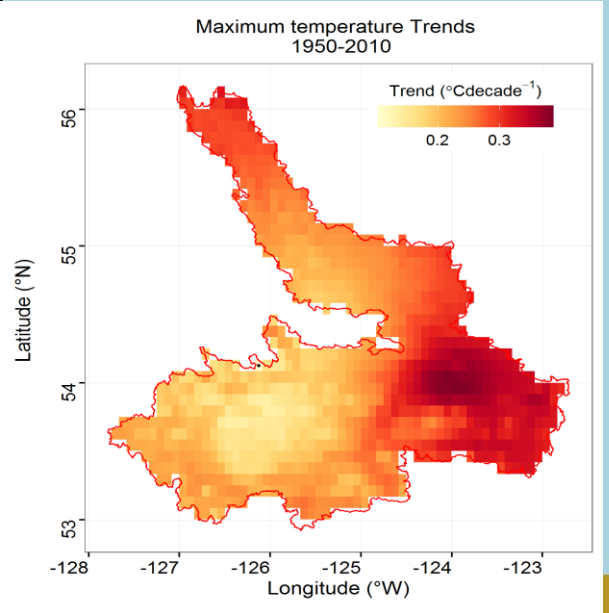 Maximum temperature Trends
1950-2010
Trend (°Cdecade⁻¹)
0.2 0.3
56
55
54
53
Latitude (°N)
-128 -127 -126 -125 -124 -123
Longitude (°W)